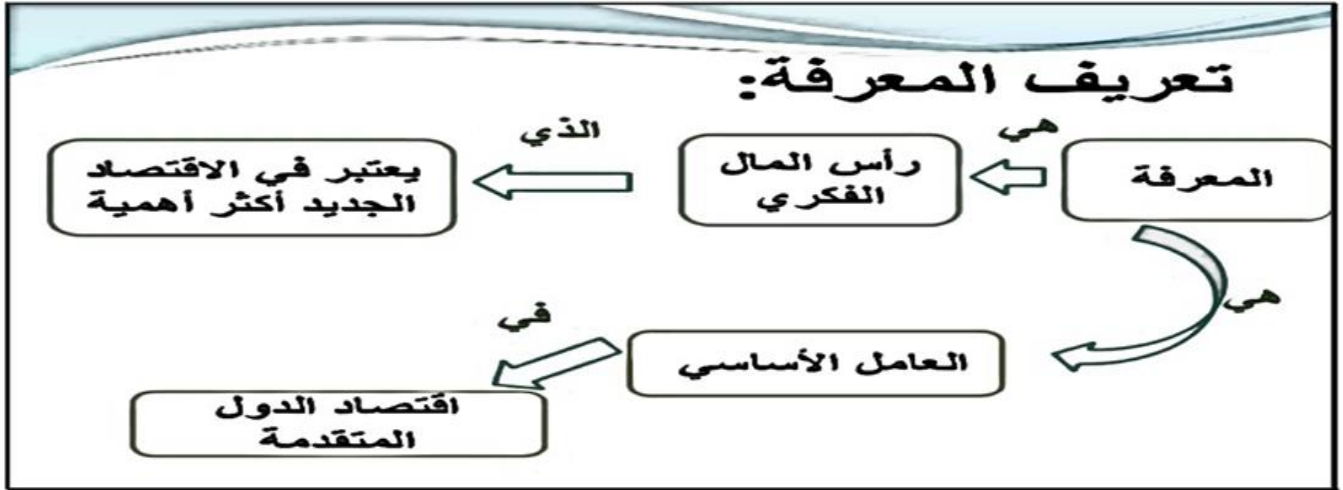 تعريف المعرفة:
المعرفة
هي
رأس المال
الفكري
الذي
يعتبر في الاقتصاد
الجديد أكثر أهمية
هي
العامل الأساسي
في
اقتصاد الدول
المتقدمة